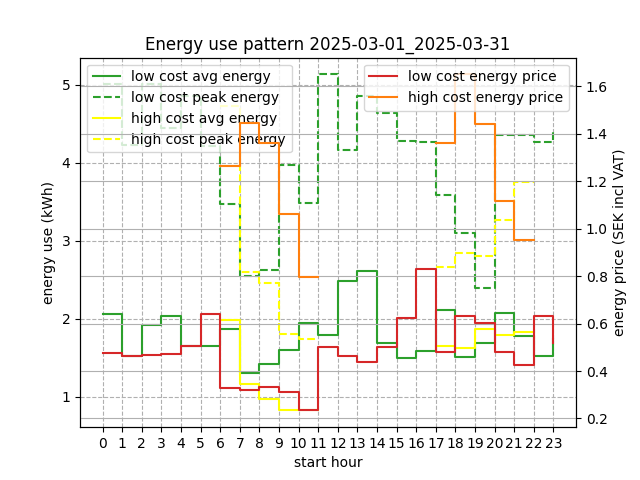 Energy use pattern 2025-03-01_2025-03-31
low cost avg energy
low cost peak energy
high cost avg energy
high cost peak energy
low cost energy price
high cost energy price
5
4
3
2
1
energy use (kWh)
1.6
1.4
1.2
1.0
0.8
0.6
0.4
0.2
energy price (SEK incl VAT)
0 1 2 3 4 5 6 7 8 9 10 11 12 13 14 15 16 17 18 19 20 21 22 23
start hour